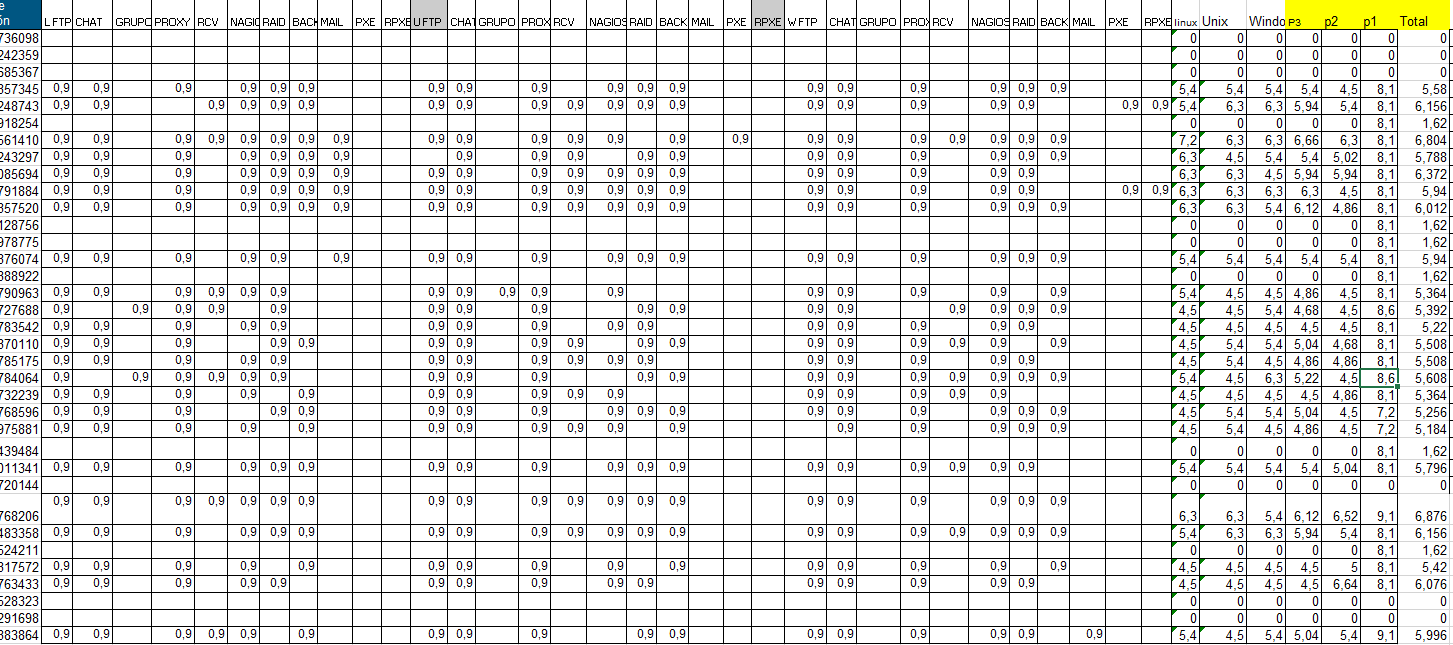 L FTP CHAT GRUPO PROXY RCV NAGIO RAID BACK MAIL PXE RPXE U FTP CHAT GRUPO PROX RCV NAGIOS RAID BACK MAIL PXE RPXE W FTP CHAT GRUPO PROX RCV NAGIOS RAID BACK MAIL PXE RPXE linux Unix Windo P3 p2 p1 Total
736098 0 0 0 0 0 0 0
242359 0 0 0 0 0 0 0
685367 0 0 0 0 0 0 0
357345 0,9 0,9 0,9 0,9 0,9 0,9 0,9 0,9 0,9 0,9 0,9 0,9 0,9 0,9 0,9 0,9 0,9 0,9 5,4 5,4 5,4 5,4 4,5 8,1 5,58
248743 0,9 0,9 0,9 0,9 0,9 0,9 0,9 0,9 0,9 0,9 0,9 0,9 0,9 0,9 0,9 0,9 0,9 0,9 0,9 0,9 5,4 6,3 6,3 5,94 5,4 8,1 6,156
918254 0 0 0 0 0 8,1 1,62
561410 0,9 0,9 0,9 0,9 0,9 0,9 0,9 0,9 0,9 0,9 0,9 0,9 0,9 0,9 0,9 0,9 0,9 0,9 0,9 0,9 0,9 7,2 6,3 6,3 6,66 6,3 8,1 6,804
243297 0,9 0,9 0,9 0,9 0,9 0,9 0,9 0,9 0,9 0,9 0,9 0,9 0,9 0,9 0,9 0,9 0,9 0,9 6,3 4,5 5,4 5,4 5,02 8,1 5,788
085694 0,9 0,9 0,9 0,9 0,9 0,9 0,9 0,9 0,9 0,9 0,9 0,9 0,9 0,9 0,9 0,9 0,9 0,9 0,9 6,3 6,3 4,5 5,94 5,94 8,1 6,372
791884 0,9 0,9 0,9 0,9 0,9 0,9 0,9 0,9 0,9 0,9 0,9 0,9 0,9 0,9 0,9 0,9 0,9 0,9 0,9 0,9 0,9 6,3 6,3 6,3 6,3 4,5 8,1 5,94
357520 0,9 0,9 0,9 0,9 0,9 0,9 0,9 0,9 0,9 0,9 0,9 0,9 0,9 0,9 0,9 0,9 0,9 0,9 0,9 0,9 6,3 6,3 5,4 6,12 4,86 8,1 6,012
128756 0 0 0 0 0 8,1 1,62
978775 0 0 0 0 0 8,1 1,62
376074 0,9 0,9 0,9 0,9 0,9 0,9 0,9 0,9 0,9 0,9 0,9 0,9 0,9 0,9 0,9 0,9 0,9 0,9 5,4 5,4 5,4 5,4 5,4 8,1 5,94
388922 0 0 0 0 0 8,1 1,62
790963 0,9 0,9 0,9 0,9 0,9 0,9 0,9 0,9 0,9 0,9 0,9 0,9 0,9 0,9 0,9 0,9 5,4 4,5 4,5 4,86 4,5 8,1 5,364
727688 0,9 0,9 0,9 0,9 0,9 0,9 0,9 0,9 0,9 0,9 0,9 0,9 0,9 0,9 0,9 0,9 4,5 4,5 5,4 4,68 4,5 8,6 5,392
783542 0,9 0,9 0,9 0,9 0,9 0,9 0,9 0,9 0,9 0,9 0,9 0,9 0,9 0,9 0,9 4,5 4,5 4,5 4,5 4,5 8,1 5,22
370110 0,9 0,9 0,9 0,9 0,9 0,9 0,9 0,9 0,9 0,9 0,9 0,9 0,9 0,9 0,9 0,9 0,9 4,5 5,4 5,4 5,04 4,68 8,1 5,508
785175 0,9 0,9 0,9 0,9 0,9 0,9 0,9 0,9 0,9 0,9 0,9 0,9 0,9 0,9 0,9 0,9 4,5 5,4 4,5 4,86 4,86 8,1 5,508
784064 0,9 0,9 0,9 0,9 0,9 0,9 0,9 0,9 0,9 0,9 0,9 0,9 0,9 0,9 0,9 0,9 0,9 0,9 5,4 4,5 6,3 5,22 4,5 8,6 5,608
732239 0,9 0,9 0,9 0,9 0,9 0,9 0,9 0,9 0,9 0,9 0,9 0,9 0,9 0,9 0,9 4,5 4,5 4,5 4,5 4,86 8,1 5,364
768596 0,9 0,9 0,9 0,9 0,9 0,9 0,9 0,9 0,9 0,9 0,9 0,9 0,9 0,9 0,9 0,9 0,9 4,5 5,4 5,4 5,04 4,5 7,2 5,256
975881 0,9 0,9 0,9 0,9 0,9 0,9 0,9 0,9 0,9 0,9 0,9 0,9 0,9 0,9 0,9 0,9 4,5 5,4 4,5 4,86 4,5 7,2 5,184
439484 0 0 0 0 0 8,1 1,62
011341 0,9 0,9 0,9 0,9 0,9 0,9 0,9 0,9 0,9 0,9 0,9 0,9 0,9 0,9 0,9 0,9 0,9 0,9 5,4 5,4 5,4 5,4 5,04 8,1 5,796
720144 0 0 0 0 0 0 0
768206 0,9 0,9 0,9 0,9 0,9 0,9 0,9 0,9 0,9 0,9 0,9 0,9 0,9 0,9 0,9 0,9 0,9 0,9 0,9 0,9 6,3 6,3 5,4 6,12 6,52 9,1 6,876
483358 0,9 0,9 0,9 0,9 0,9 0,9 0,9 0,9 0,9 0,9 0,9 0,9 0,9 0,9 0,9 0,9 0,9 0,9 0,9 0,9 5,4 6,3 6,3 5,94 5,4 8,1 6,156
524211 0 0 0 0 0 8,1 1,62
317572 0,9 0,9 0,9 0,9 0,9 0,9 0,9 0,9 0,9 0,9 0,9 0,9 0,9 0,9 0,9 4,5 4,5 4,5 4,5 5 8,1 5,42
763433 0,9 0,9 0,9 0,9 0,9 0,9 0,9 0,9 0,9 0,9 0,9 0,9 0,9 0,9 0,9 4,5 4,5 4,5 4,5 6,64 8,1 6,076
528323 0 0 0 0 0 0 0
291698 0 0 0 0 0 0 0
383864 0,9 0,9 0,9 0,9 0,9 0,9 0,9 0,9 0,9 0,9 0,9 0,9 0,9 0,9 0,9 0,9 5,4 4,5 5,4 5,04 5,4 9,1 5,996